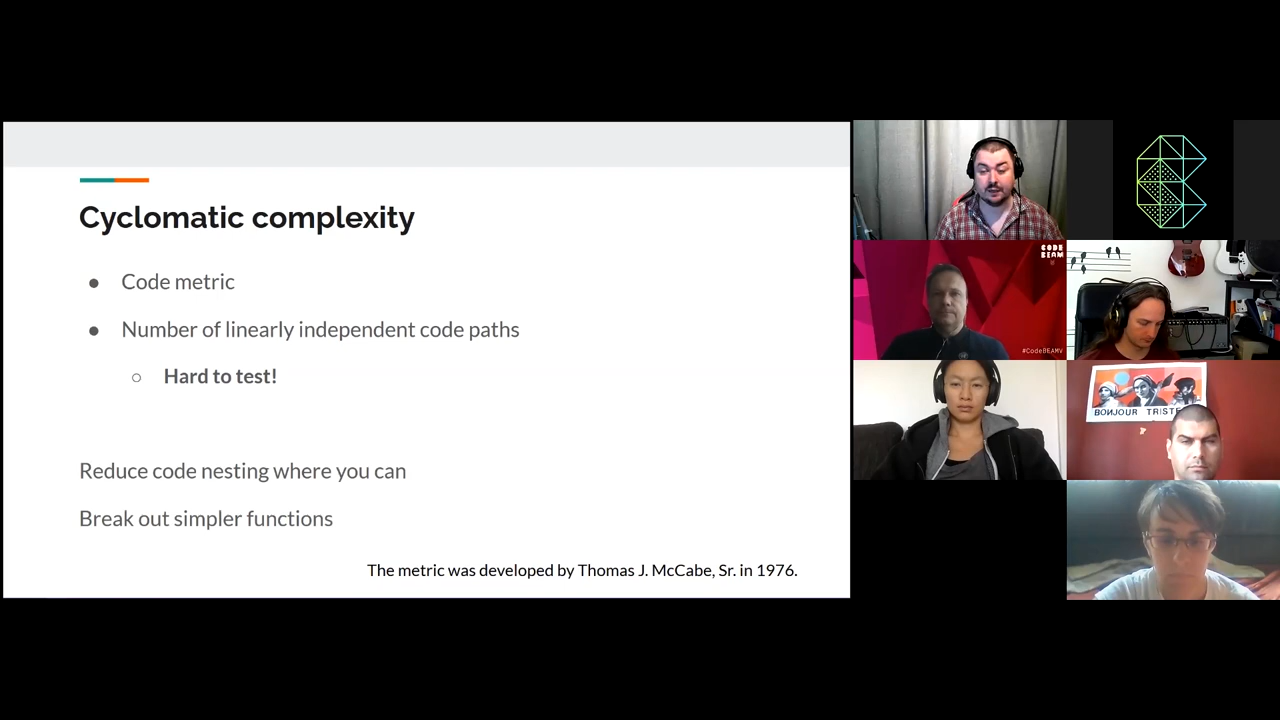 Cyclomatic complexity
● Code metric
● Number of linearly independent code paths
○ Hard to test!
Reduce code nesting where you can
Break out simpler functions
The metric was developed by Thomas J. McCabe, Sr. in 1976.
CODE
BEAM
#CodeBEAMV
BONJOUR TRISTE